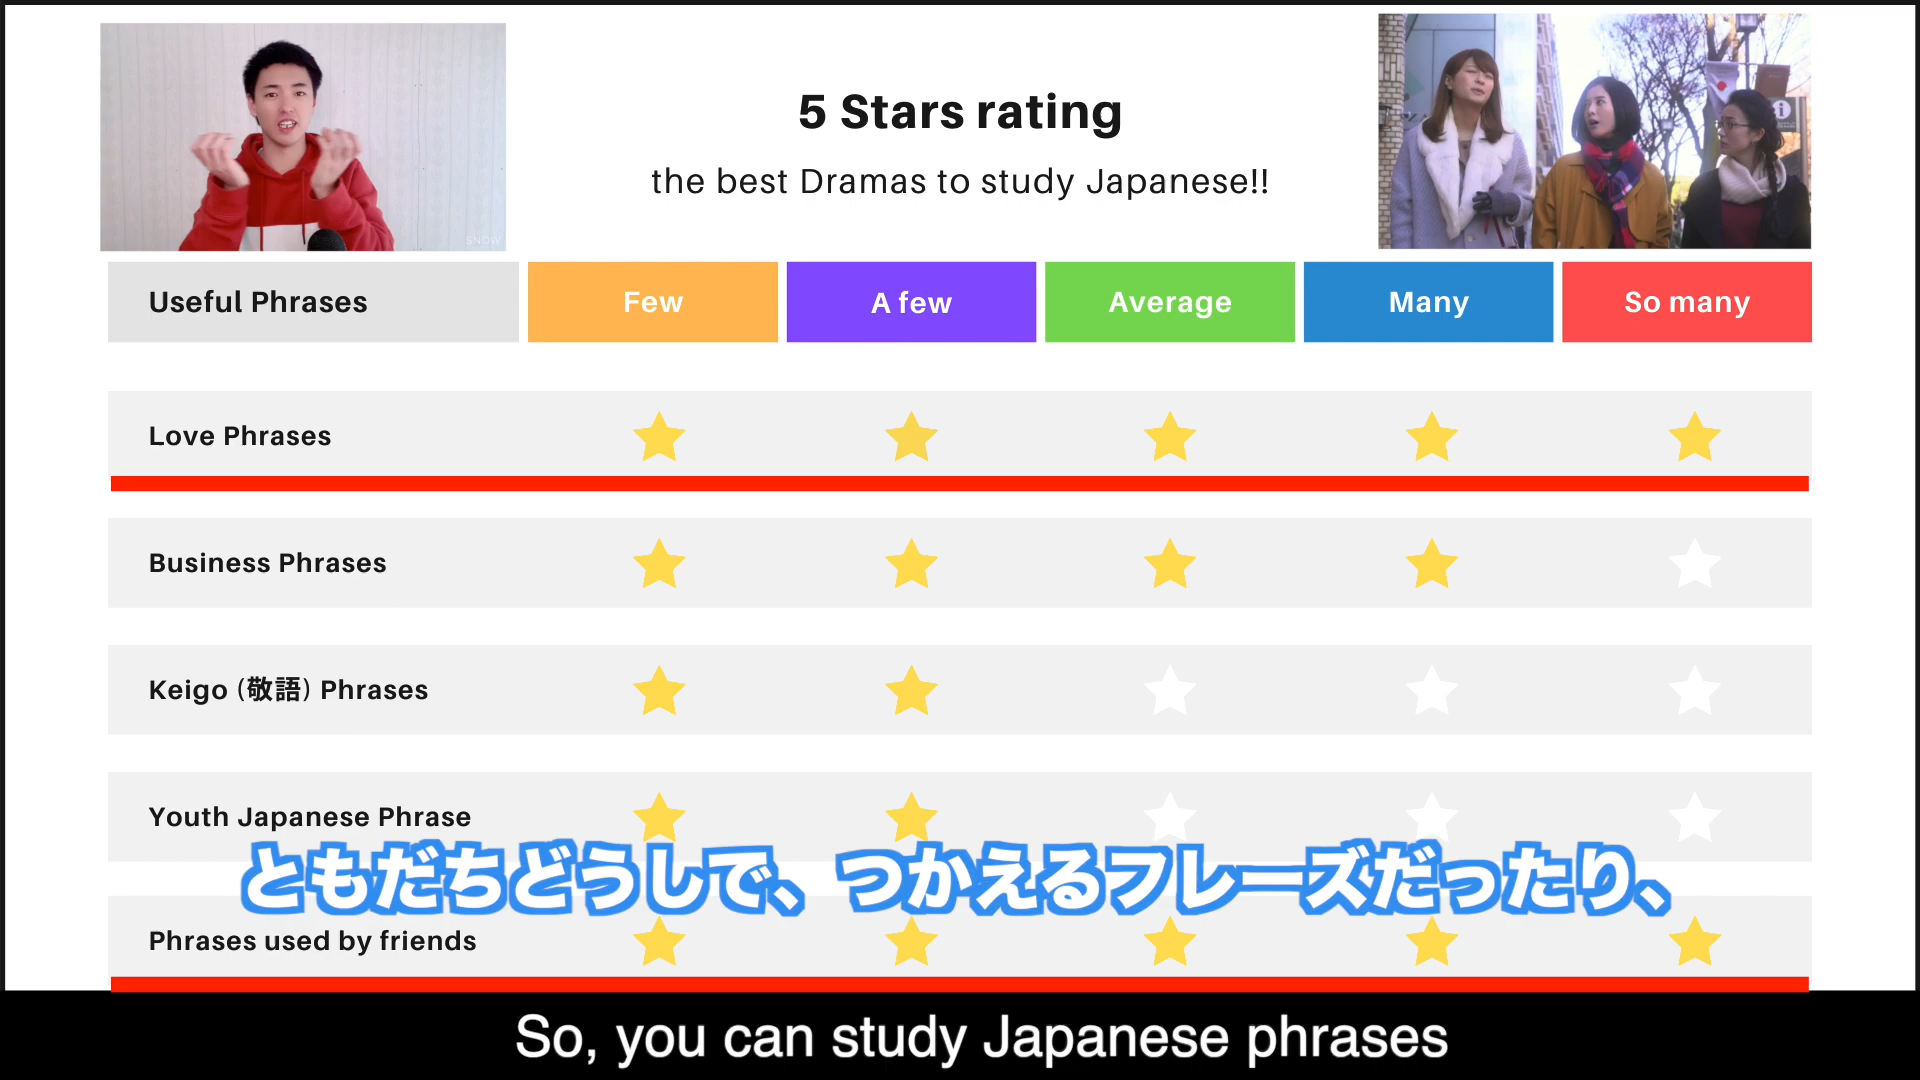 SNOW
5 Stars rating
the best Dramas to study Japanese!!
i
Useful Phrases
Few
A few
Average
Many
So many
Love Phrases
Business Phrases
Keigo (敬語) Phrases
Youth Japanese Phrase
ともだちどうしで、つかえるフレーズだったり、
Phrases used by friends
So, you can study Japanese phrases